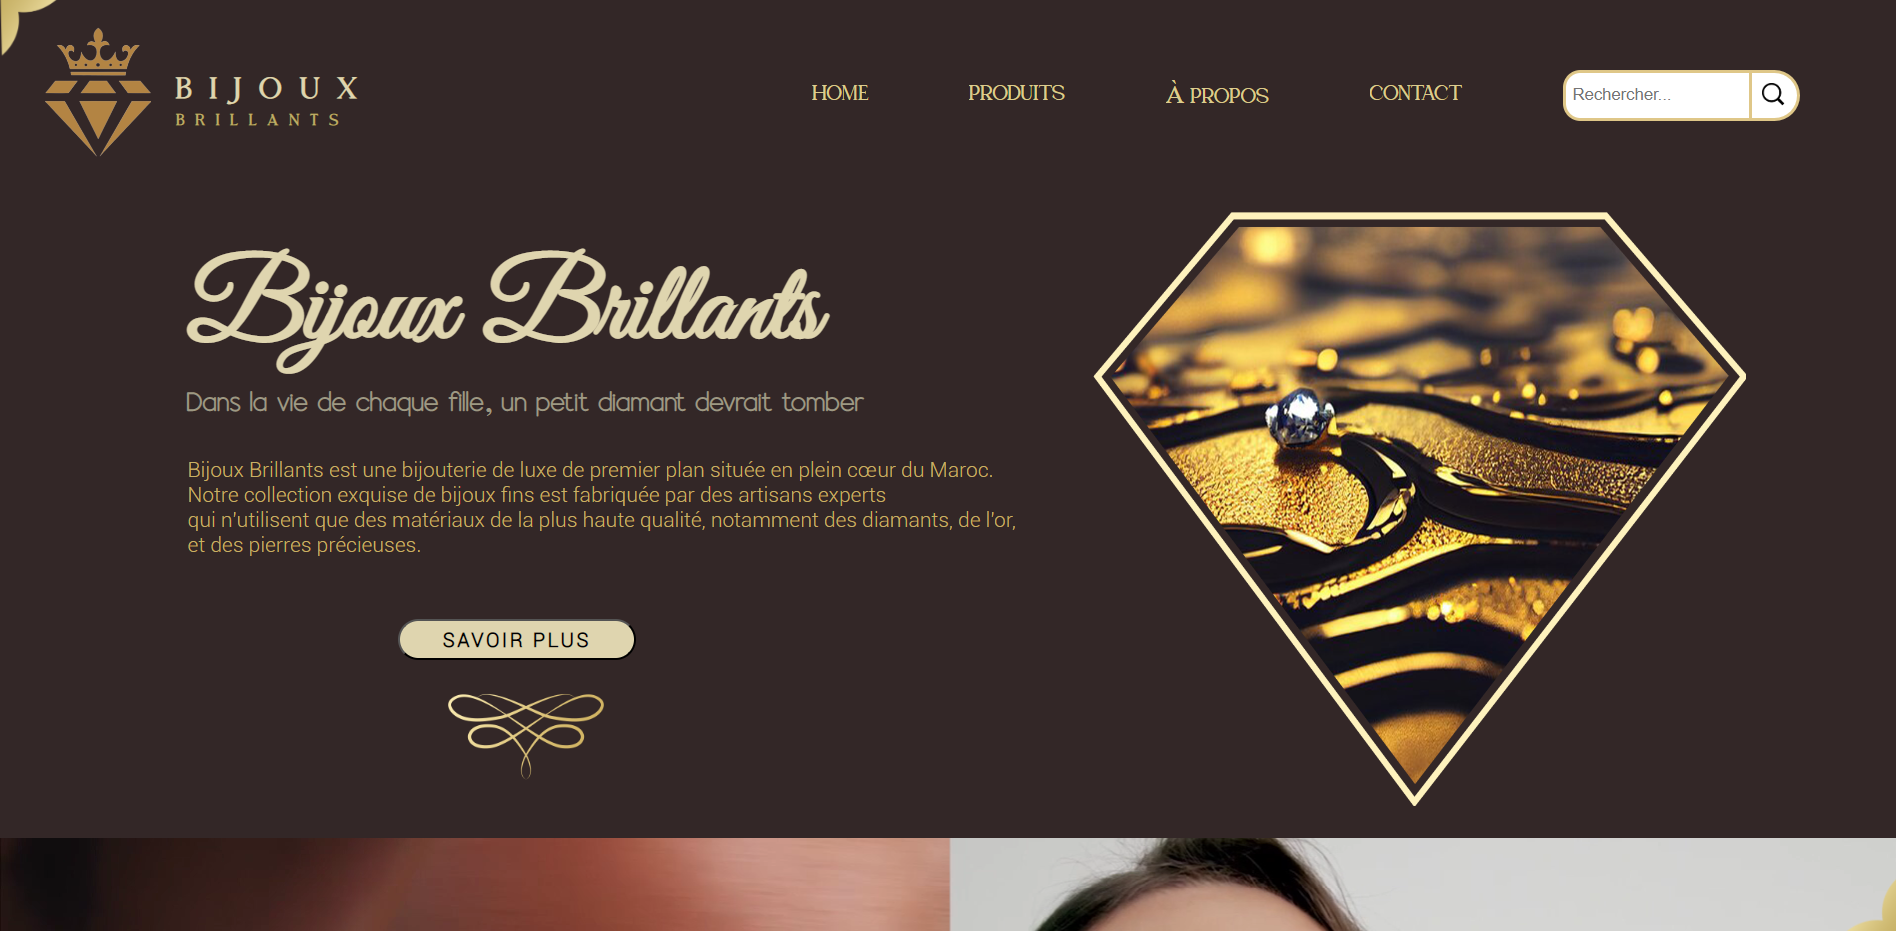 BIJOUX
BRILLANTS
HOME
PRODUITS
À PROPOS
CONTACT
Rechercher...
Bijoux Brillants
Dans la vie de chaque fille, un petit diamant devrait tomber
Bijoux Brillants est une bijouterie de luxe de premier plan située en plein cœur du Maroc.
Notre collection exquise de bijoux fins est fabriquée par des artisans experts
qui n'utilisent que des matériaux de la plus haute qualité, notamment des diamants, de l'or,
et des pierres précieuses.
SAVOIR PLUS